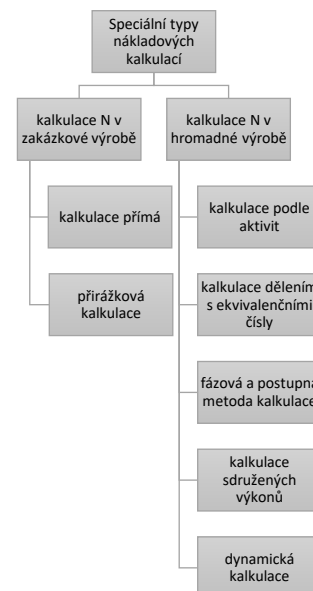 Speciální typy
nákladových
kalkulací
kalkulace N v
zakázkové výrobě
kalkulace přímá
přirážková
kalkulace
kalkulace N v
hromadné výrobě
kalkulace podle
aktivit
kalkulace dělením
s ekvivalenčními
čísly
fázová a postupná
metoda kalkulace
kalkulace
sdružených
výkonů
dynamická
kalkulace